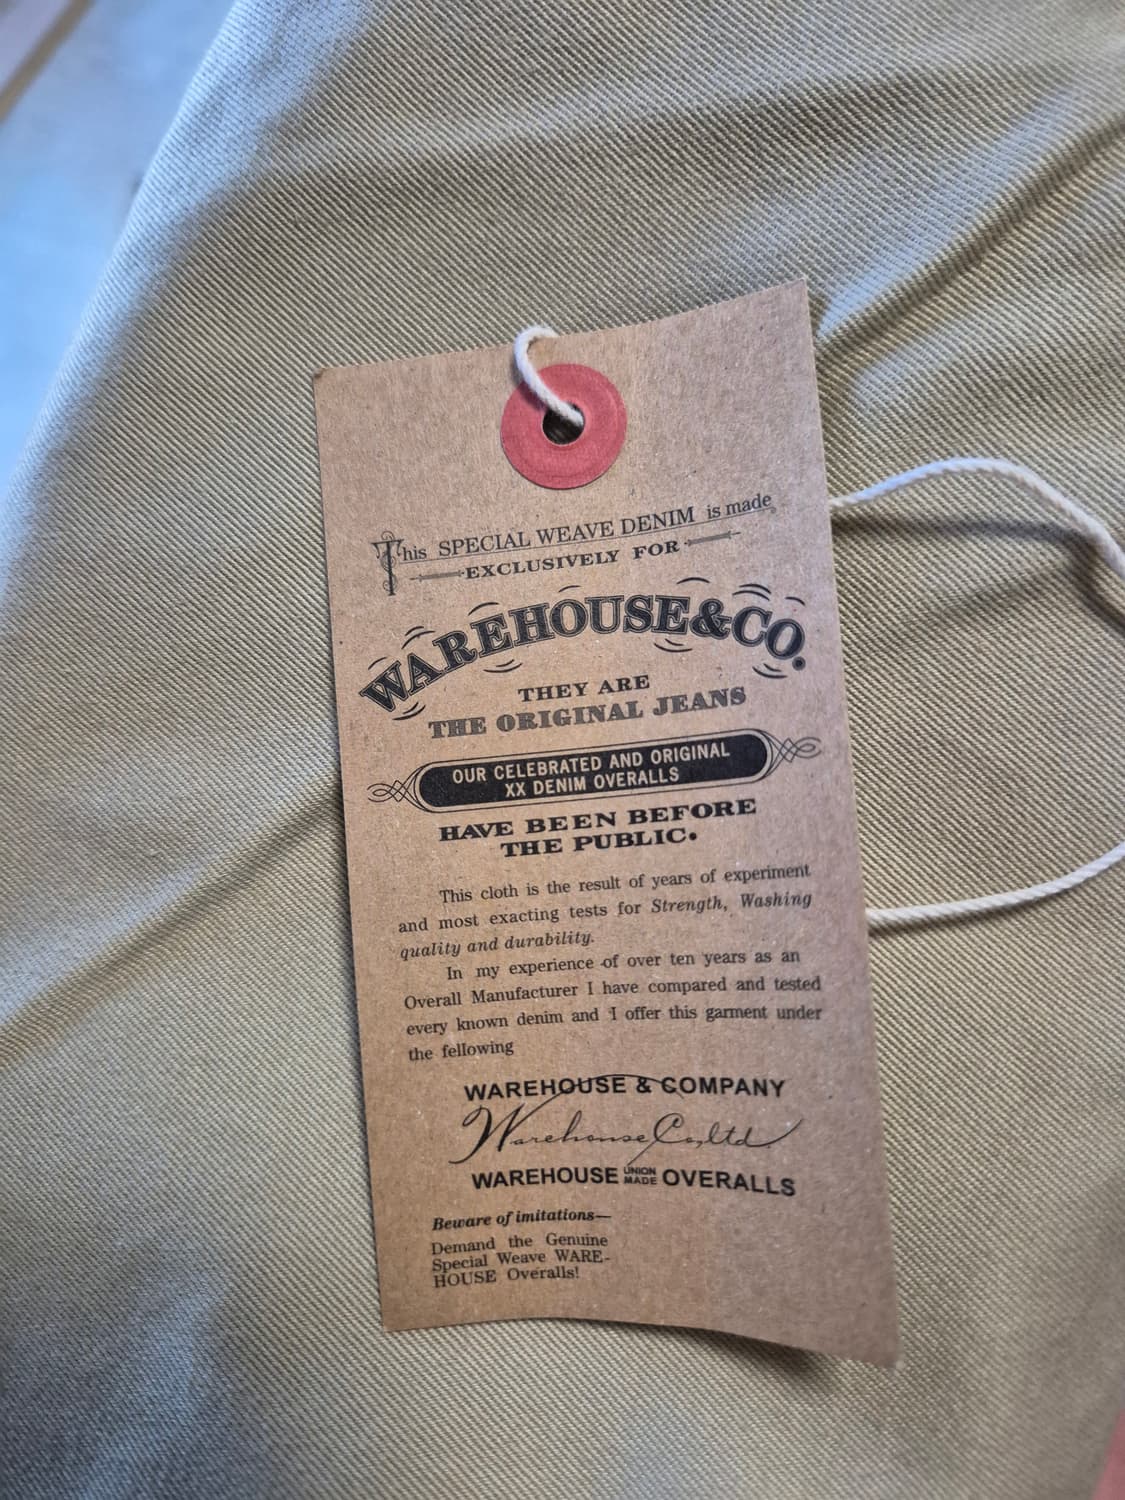 This SPECIAL WEAVE DENIM is made
EXCLUSIVELY FOR
WAREHOUSE&CO.
THEY ARE
THE ORIGINAL JEANS
OUR CELEBRATED AND ORIGINAL
XX DENIM OVERALLS
HAVE BEEN BEFORE
THE PUBLIC.
This cloth is the result of years of experiment
and most exacting tests for Strength, Washing
quality and durability.
In my experience of over ten years as an
Overall Manufacturer I have compared and tested
every known denim and I offer this garment under
the fellowing
WAREHOUSE & COMPANY
Warehouse Co,ltd
WAREHOUSE UNION MADE OVERALLS
Beware of imitations—
Demand the Genuine
Special Weave WARE-
HOUSE Overalls!